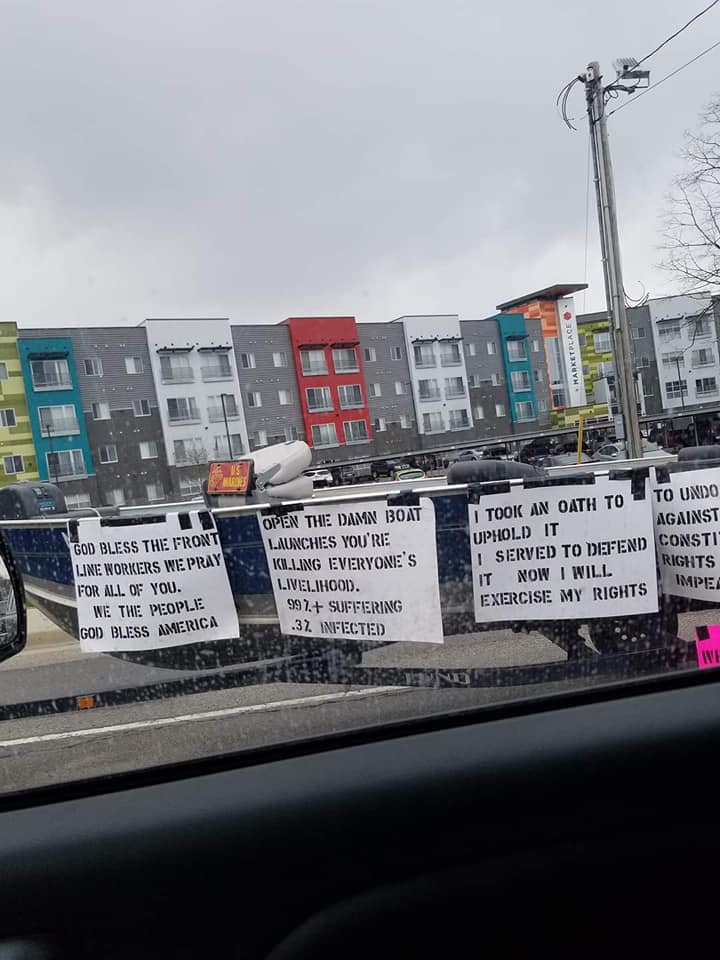 MARKETPLACE
U.S.
MARINES
GOD BLESS THE FRONT
LINE WORKERS WE PRAY
FOR ALL OF YOU.
WE THE PEOPLE
GOD BLESS AMERICA
OPEN THE DAMN BOAT
LAUNCHES YOU'RE
KILLING EVERYONE'S
LIVELIHOOD.
99%+ SUFFERING
.3% INFECTED
I TOOK AN OATH TO
UPHOLD IT
I SERVED TO DEFEND
IT NOW I WILL
EXERCISE MY RIGHTS
TO UNDO
AGAINST
CONSTI
RIGHTS
IMPEA